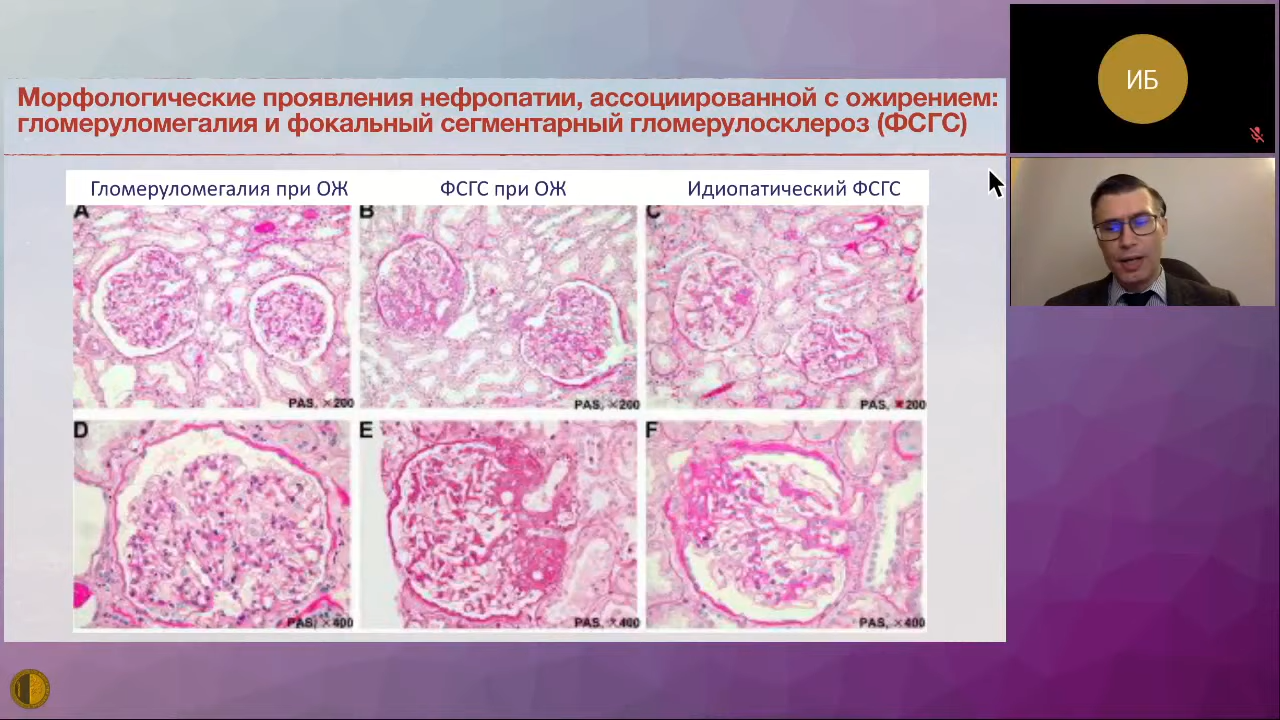 Морфологические проявления нефропатии, ассоциированной с ожирением:
гломеруломегалия и фокальный сегментарный гломерулосклероз (ФСГС)
ИБ
Гломеруломегалия при ОЖ
ФСГС при ОЖ
Идиопатический ФСГС
A
B
C
PAS, ×200
PAS, ×200
PAS, ×200
D
E
F
PAS, ×400
PAS, ×400
PAS, ×400